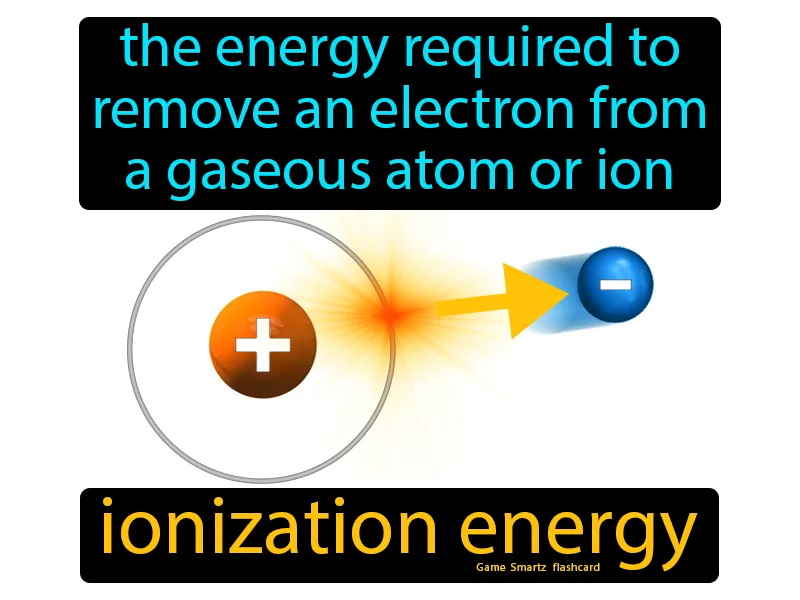 the energy required to
remove an electron from
a gaseous atom or ion
+
-
ionization energy
Game Smartz flashcard